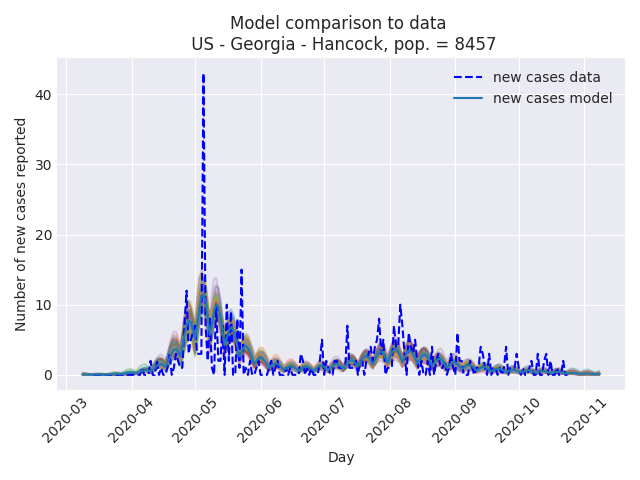 Model comparison to data
US - Georgia - Hancock, pop. = 8457
new cases data
new cases model
Number of new cases reported
40
30
20
10
0
2020-03
2020-04
2020-05
2020-06
2020-07
2020-08
2020-09
2020-10
2020-11
Day